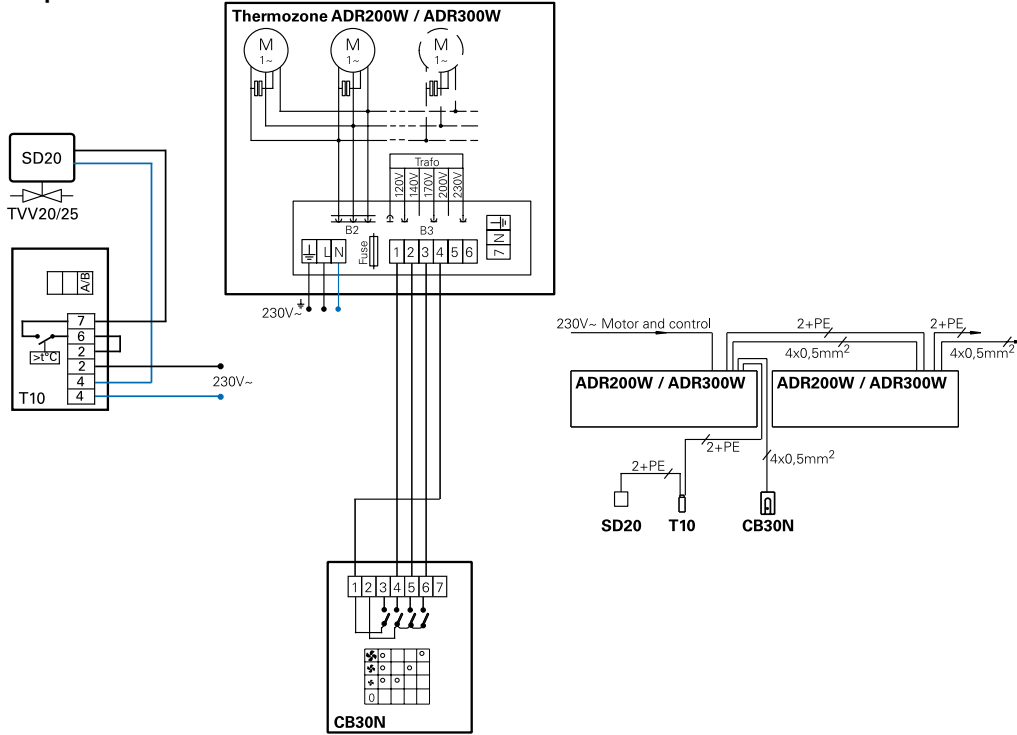 Thermozone ADR200W / ADR300W
M
1~
M
1~
M
1~
SD20
TVV20/25
Trafo
120V
140V
170V
200V
230V
B2
B3
Fuse
L N
1 2 3 4 5 6
7 N
230V~
A/B
7
6
2
2
4
4
>t°C
T10
230V~
230V~ Motor and control
2+PE
2+PE
4x0,5mm²
4x0,5mm²
ADR200W / ADR300W
ADR200W / ADR300W
2+PE
4x0,5mm²
2+PE
SD20
T10
CB30N
1 2 3 4 5 6 7
0
CB30N